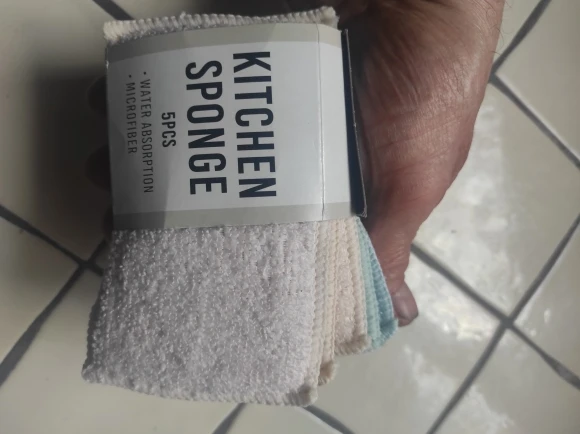 KITCHEN
SPONGE
5PCS
· WATER ABSORPTION
· MICROFIBER